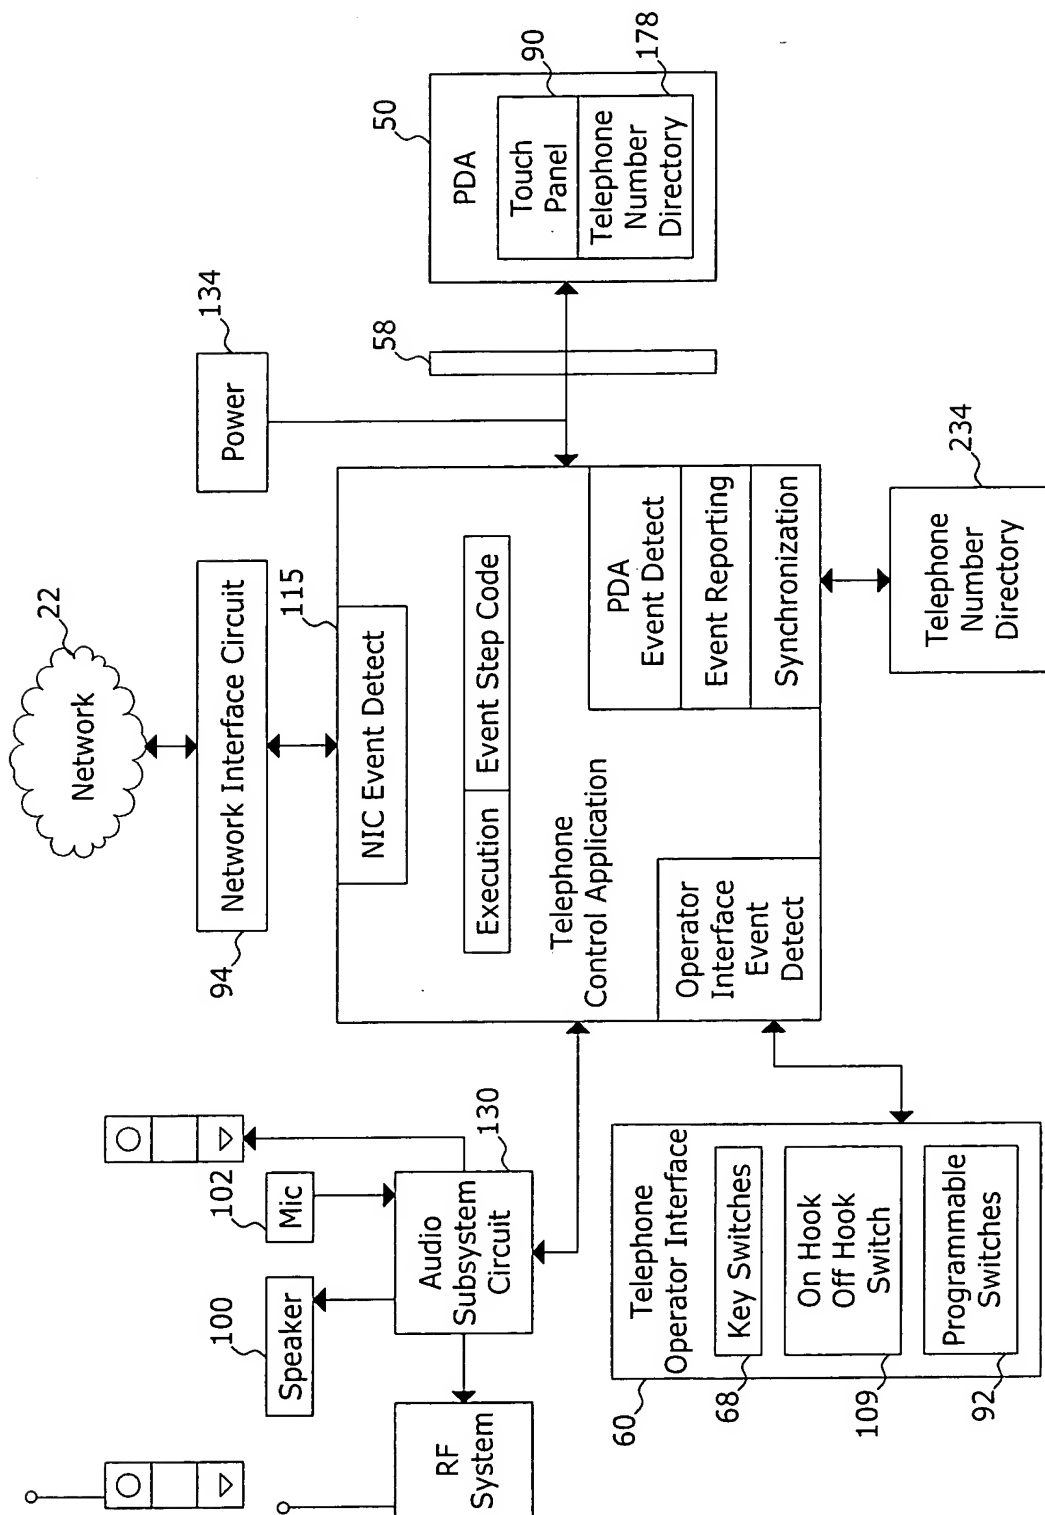 22
Network
94
Network Interface Circuit
134
Power
50
PDA
90
Touch
Panel
178
Telephone
Number
Directory
58
115
NIC Event Detect
Execution
Event Step Code
Telephone
Control Application
PDA
Event Detect
Event Reporting
Synchronization
Operator
Interface
Event
Detect
234
Telephone
Number
Directory
102
Mic
100
Speaker
130
Audio
Subsystem
Circuit
RF
System
60
Telephone
Operator Interface
68
Key Switches
109
On Hook
Off Hook
Switch
92
Programmable
Switches